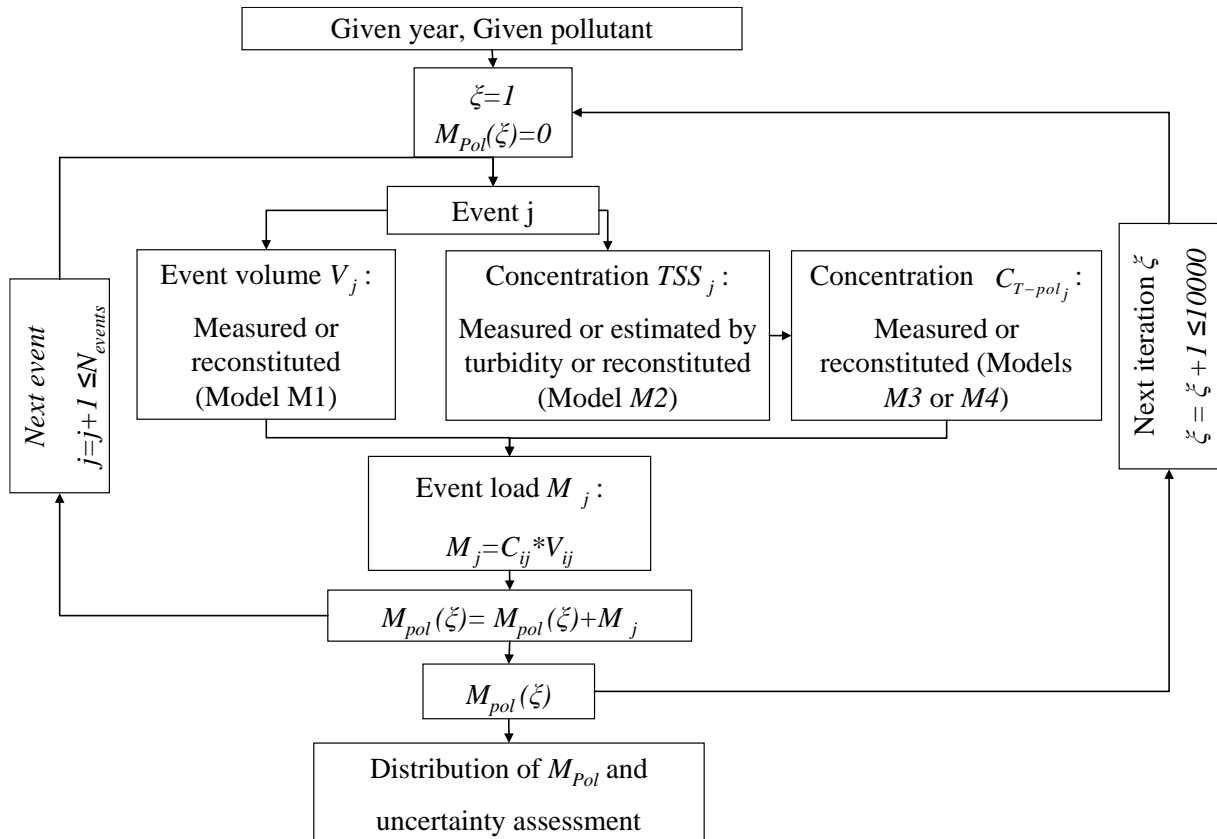 Given year, Given pollutant
ξ=1
M_Pol(ξ)=0
Event j
Event volume V_j :
Measured or
reconstituted
(Model M1)
Concentration TSS_j :
Measured or estimated by
turbidity or reconstituted
(Model M2)
Concentration C_{T-pol_j} :
Measured or
reconstituted (Models
M3 or M4)
Next event
j=j+1 ≤N_events
Next iteration ξ
ξ = ξ +1 ≤10000
Event load M_j :
M_j=C_ij*V_ij
M_pol(ξ)= M_pol(ξ)+M_j
M_pol(ξ)
Distribution of M_Pol and
uncertainty assessment